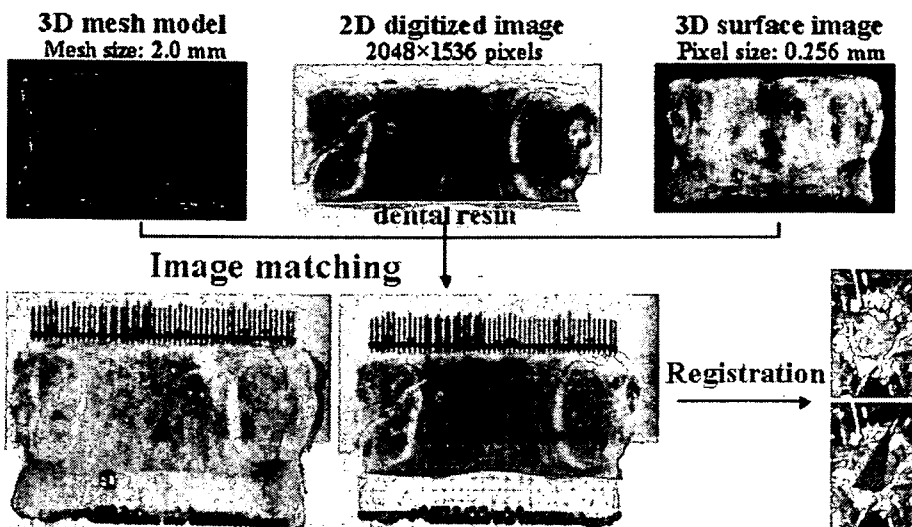 3D mesh model
Mesh size: 2.0 mm
2D digitized image
2048×1536 pixels
3D surface image
Pixel size: 0.256 mm
dental resin
Image matching
Registration